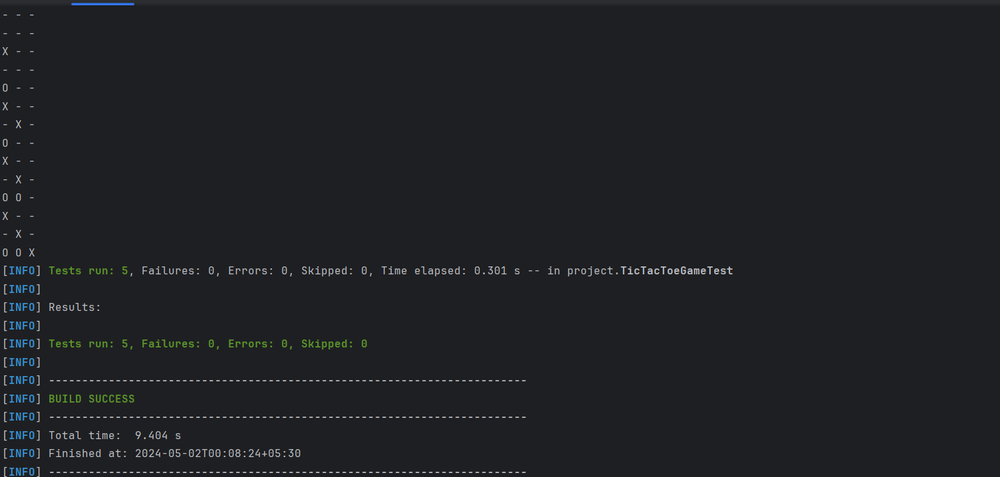 - - -
- - -
X - -
- - -
O - -
X - -
- X -
O - -
X - -
- X -
O O -
X - -
- X -
O O X
[INFO] Tests run: 5, Failures: 0, Errors: 0, Skipped: 0, Time elapsed: 0.301 s -- in project.TicTacToeGameTest
[INFO]
[INFO] Results:
[INFO]
[INFO] Tests run: 5, Failures: 0, Errors: 0, Skipped: 0
[INFO]
[INFO] ------------------------------------------------------------------------
[INFO] BUILD SUCCESS
[INFO] ------------------------------------------------------------------------
[INFO] Total time:  9.404 s
[INFO] Finished at: 2024-05-02T00:08:24+05:30
[INFO] ------------------------------------------------------------------------